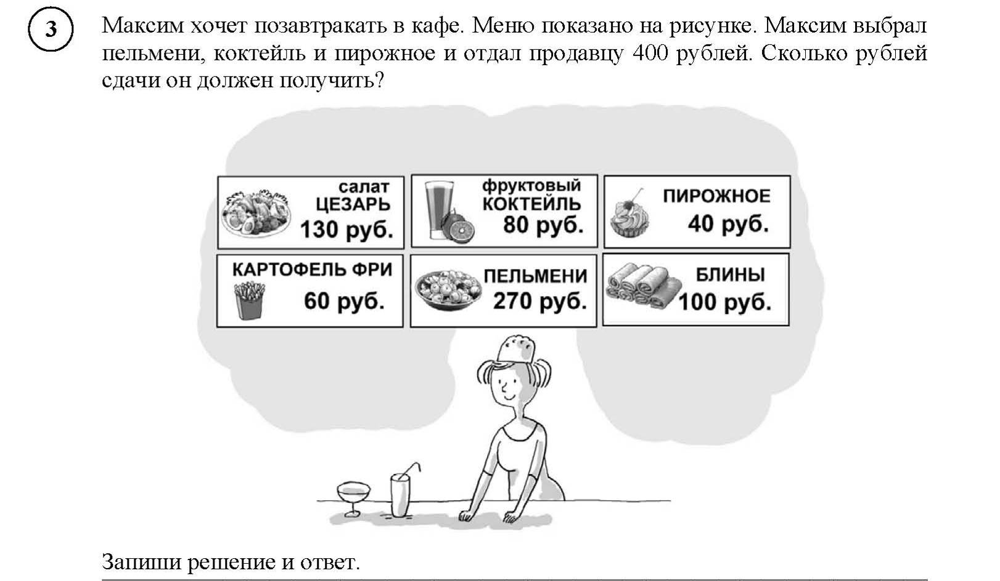 3
Максим хочет позавтракать в кафе. Меню показано на рисунке. Максим выбрал
пельмени, коктейль и пирожное и отдал продавцу 400 рублей. Сколько рублей
сдачи он должен получить?
салат
ЦЕЗАРЬ
130 руб.
фруктовый
КОКТЕЙЛЬ
80 руб.
ПИРОЖНОЕ
40 руб.
КАРТОФЕЛЬ ФРИ
60 руб.
ПЕЛЬМЕНИ
270 руб.
БЛИНЫ
100 руб.
Запиши решение и ответ.